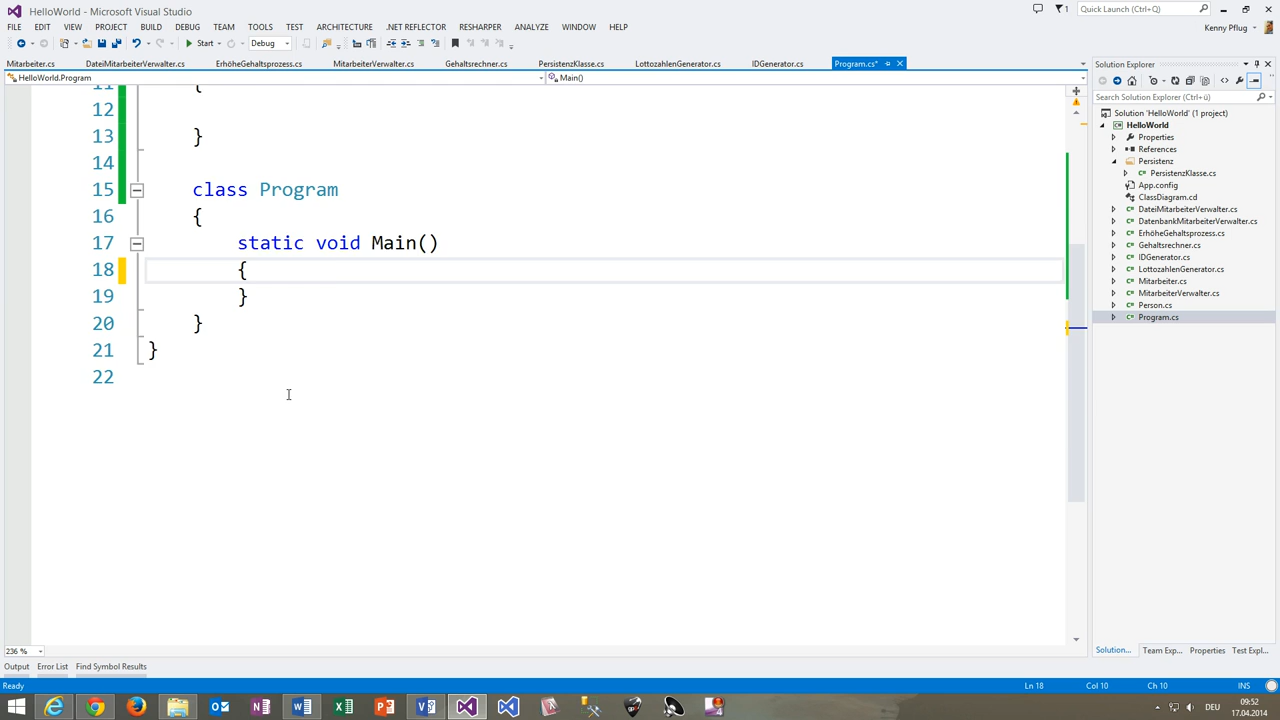 HelloWorld - Microsoft Visual Studio
Quick Launch (Ctrl+Q)
FILE EDIT VIEW PROJECT BUILD DEBUG TEAM TOOLS TEST ARCHITECTURE .NET REFLECTOR RESHARPER ANALYZE WINDOW HELP
Kenny Pflug
Start Debug
Mitarbeiter.cs DateiMitarbeiterVerwalter.cs ErhöheGehaltsprozess.cs MitarbeiterVerwalter.cs Gehaltsrechner.cs PersistenzKlasse.cs LottozahlenGenerator.cs IDGenerator.cs Program.cs*
HelloWorld.Program Main()
11 {
12
13 }
14
15 class Program
16 {
17 static void Main()
18 {
19 }
20 }
21 }
22
236 %
Solution Explorer
Search Solution Explorer (Ctrl+ü)
Solution 'HelloWorld' (1 project)
HelloWorld
Properties
References
Persistenz
PersistenzKlasse.cs
App.config
ClassDiagram.cd
DateiMitarbeiterVerwalter.cs
DatenbankMitarbeiterVerwalter.cs
ErhöheGehaltsprozess.cs
Gehaltsrechner.cs
IDGenerator.cs
LottozahlenGenerator.cs
Mitarbeiter.cs
MitarbeiterVerwalter.cs
Person.cs
Program.cs
Solution... Team Exp... Properties Test Expl...
Output Error List Find Symbol Results
Ready Ln 18 Col 10 Ch 10 INS
DEU
09:52
17.04.2014